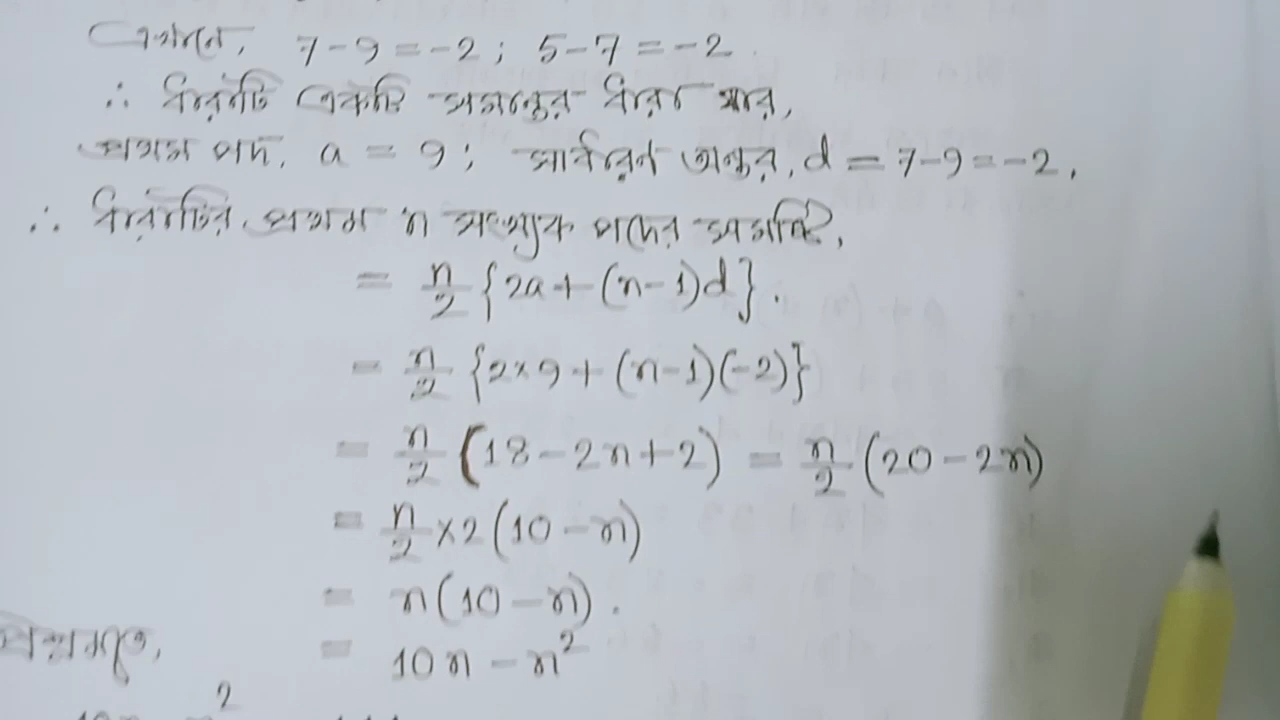 এখানে, 7-9=-2; 5-7=-2
∴ ধারাটি একটি সমান্তর ধারা যার,
প্রথম পদ, a = 9; সাধারণ অন্তর, d = 7-9=-2,
∴ ধারাটির প্রথম n সংখ্যক পদের সমষ্টি,
= n/2 {2a+(n-1)d}.
= n/2 {2×9+(n-1)(-2)}
= n/2 (18-2n+2) = n/2 (20-2n)
= n/2 ×2(10-n)
= n(10-n).
প্রশ্নমতে, = 10n-n²